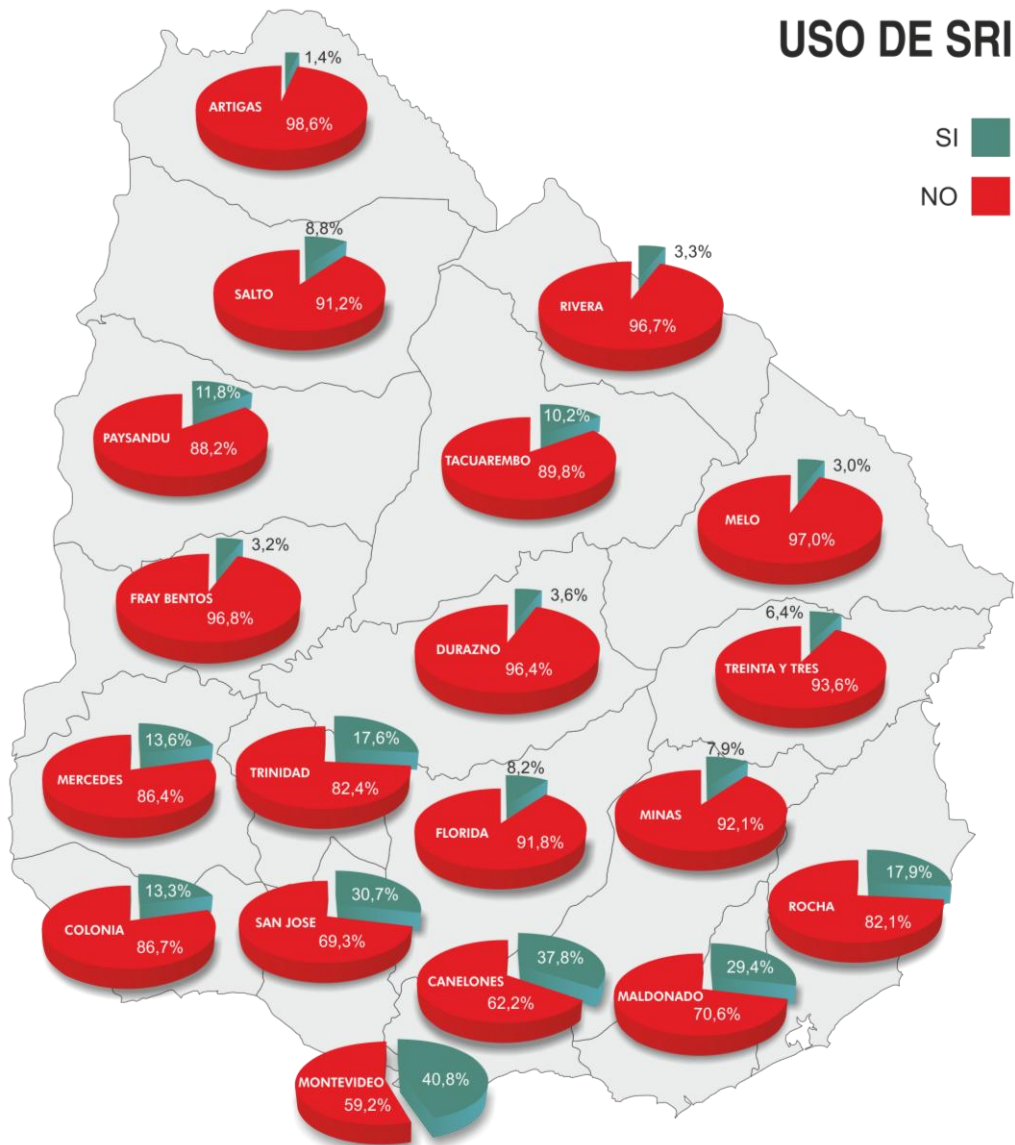 USO DE SRI
SI
NO
1,4%
ARTIGAS
98,6%
8,8%
SALTO
91,2%
3,3%
RIVERA
96,7%
11,8%
PAYSANDU
88,2%
10,2%
TACUAREMBO
89,8%
3,0%
MELO
97,0%
3,2%
FRAY BENTOS
96,8%
3,6%
DURAZNO
96,4%
6,4%
TREINTA Y TRES
93,6%
13,6%
MERCEDES
86,4%
17,6%
TRINIDAD
82,4%
8,2%
FLORIDA
91,8%
7,9%
MINAS
92,1%
13,3%
COLONIA
86,7%
30,7%
SAN JOSE
69,3%
37,8%
CANELONES
62,2%
29,4%
MALDONADO
70,6%
17,9%
ROCHA
82,1%
40,8%
MONTEVIDEO
59,2%